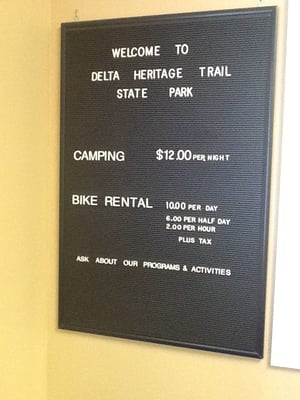 WELCOME TO
DELTA HERITAGE TRAIL
STATE PARK
CAMPING $12.00 PER NIGHT
BIKE RENTAL 10.00 PER DAY
6.00 PER HALF DAY
2.00 PER HOUR
PLUS TAX
ASK ABOUT OUR PROGRAMS & ACTIVITIES